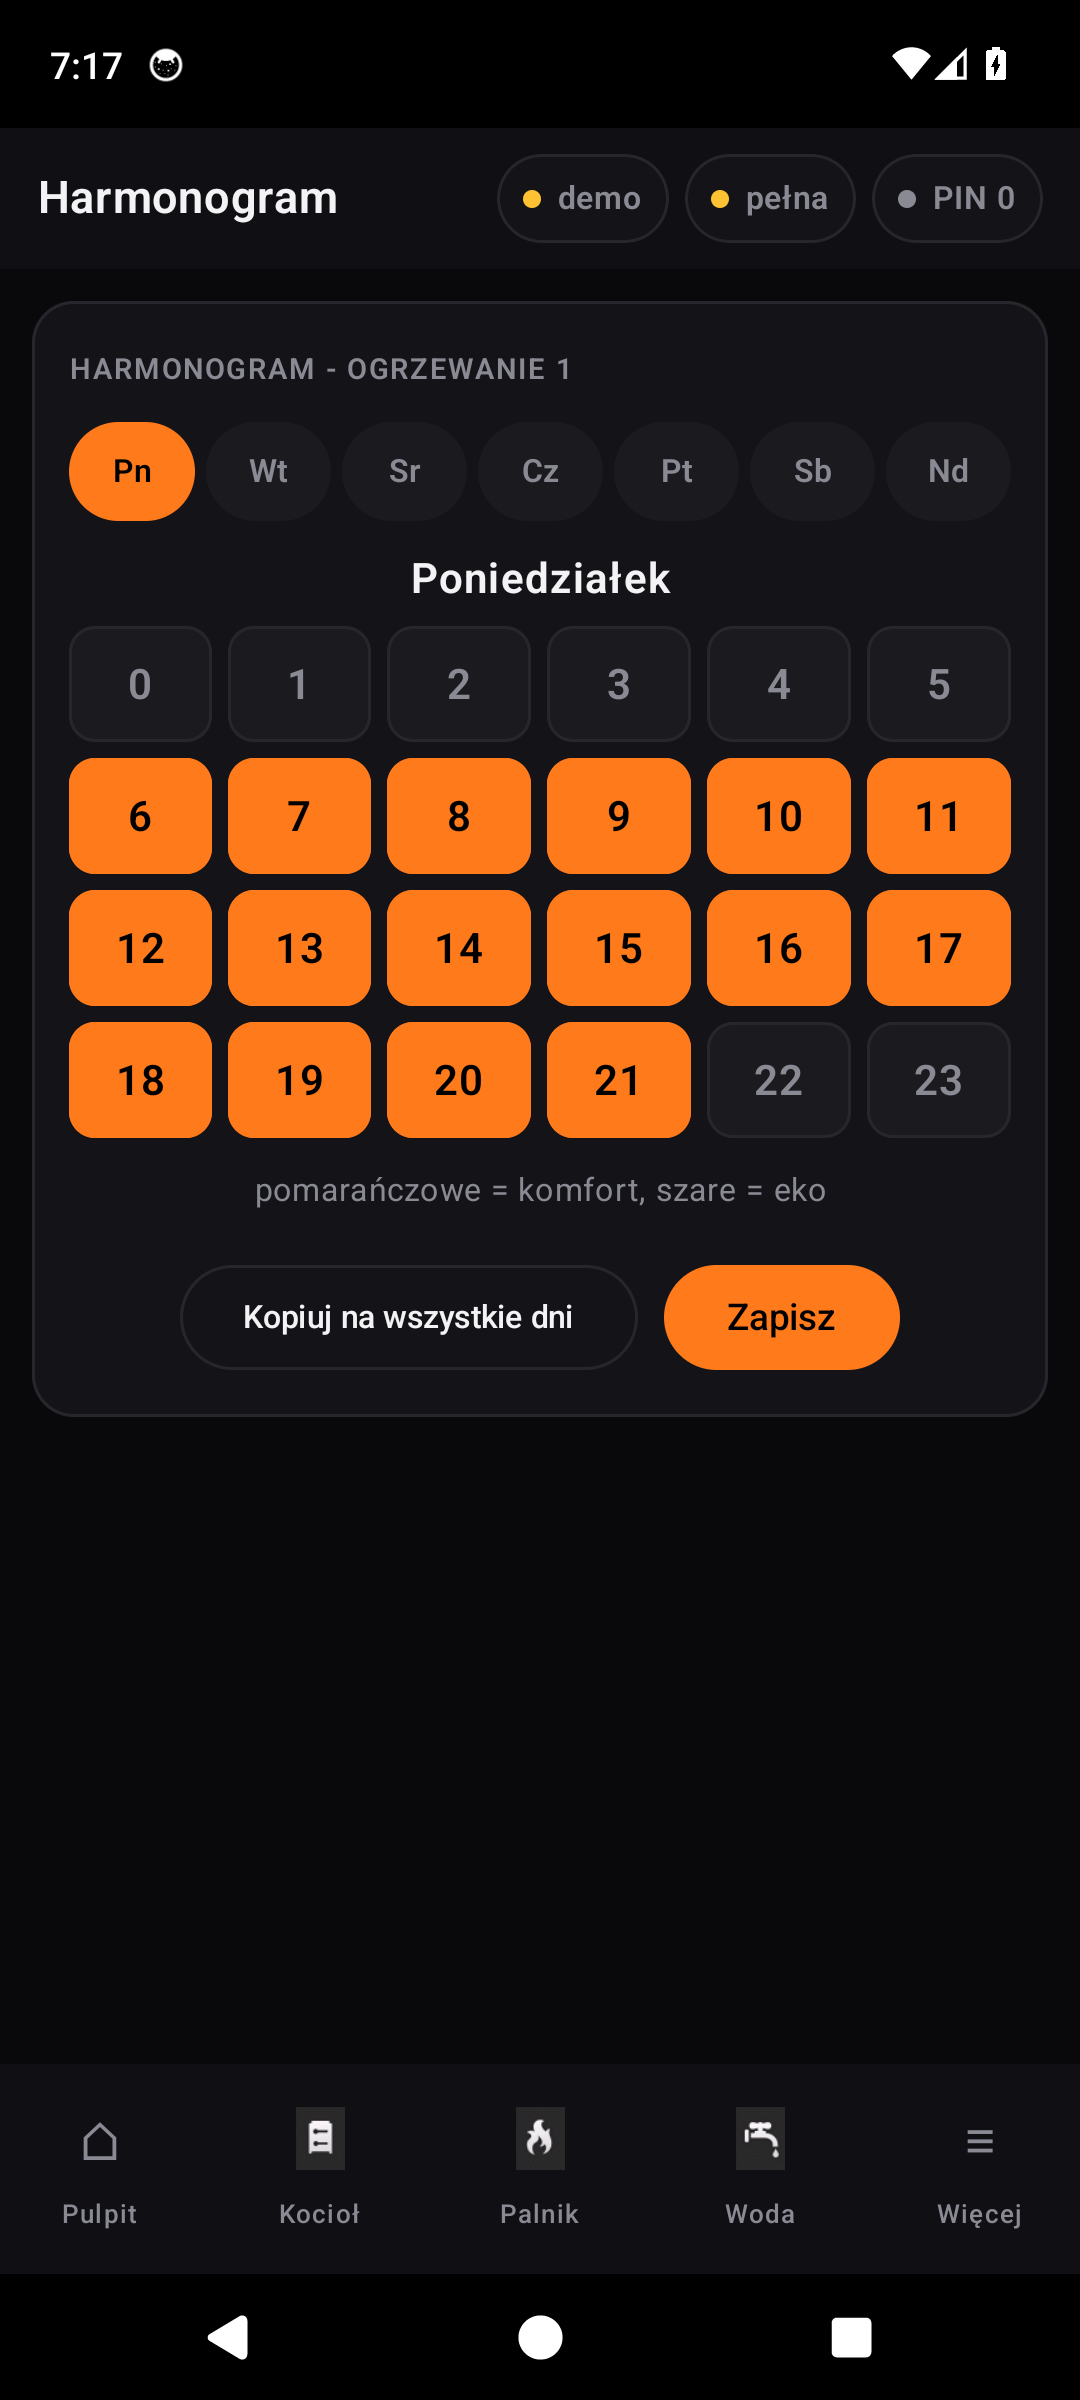 7:17
Harmonogram
demo
pełna
PIN 0
HARMONOGRAM - OGRZEWANIE 1
Pn Wt Sr Cz Pt Sb Nd
Poniedziałek
0 1 2 3 4 5
6 7 8 9 10 11
12 13 14 15 16 17
18 19 20 21 22 23
pomarańczowe = komfort, szare = eko
Kopiuj na wszystkie dni
Zapisz
Pulpit Kocioł Palnik Woda Więcej